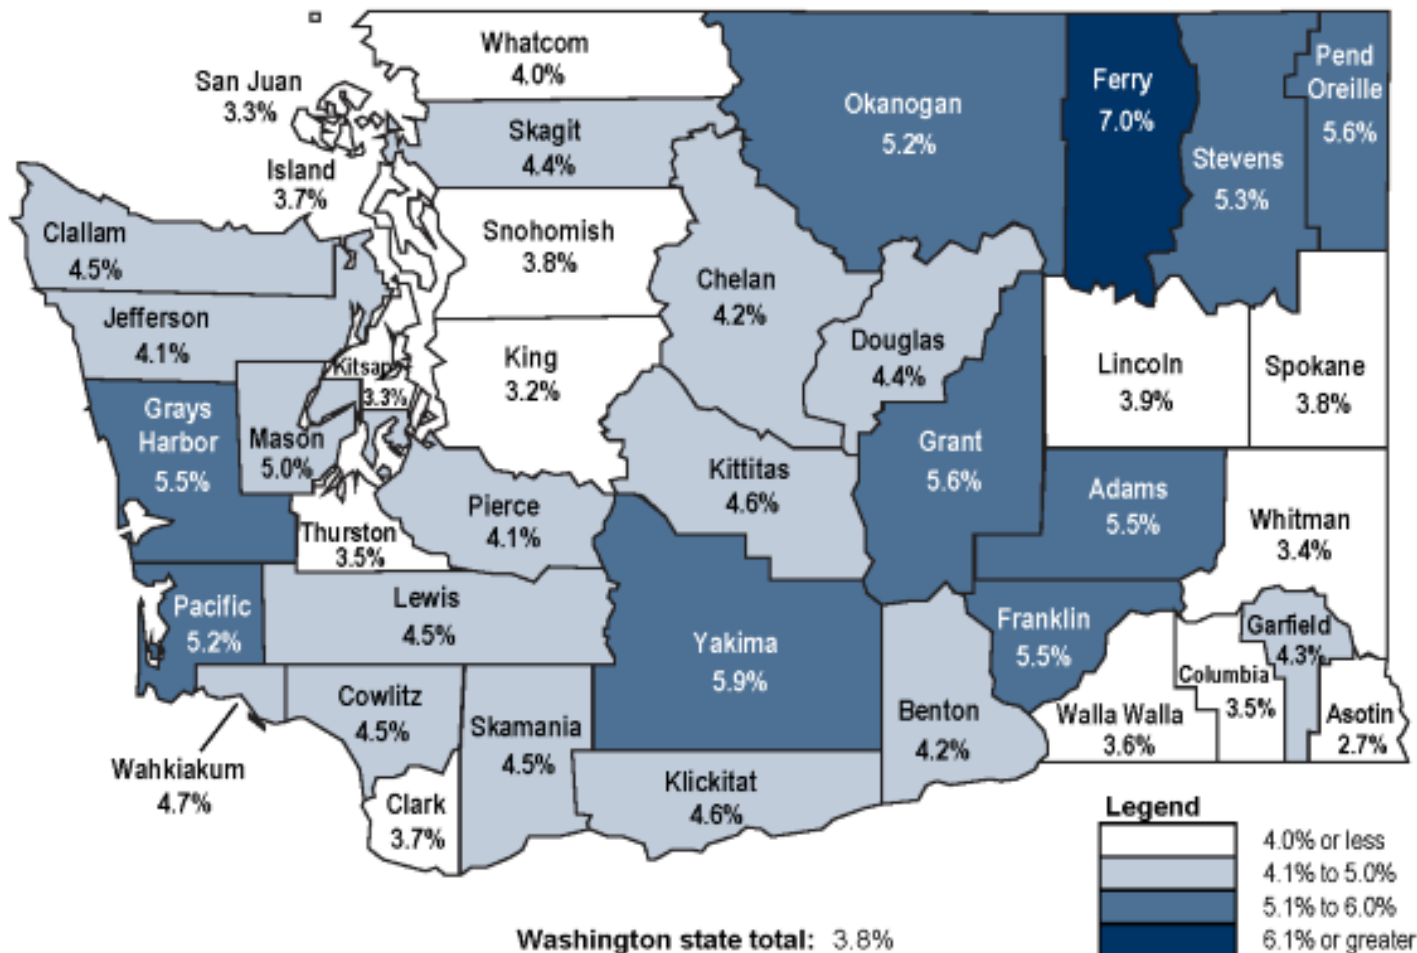 Whatcom
4.0%
San Juan
3.3%
Skagit
4.4%
Island
3.7%
Okanogan
5.2%
Ferry
7.0%
Stevens
5.3%
Pend
Oreille
5.6%
Clallam
4.5%
Snohomish
3.8%
Chelan
4.2%
Jefferson
4.1%
Kitsap
3.3%
King
3.2%
Douglas
4.4%
Lincoln
3.9%
Spokane
3.8%
Grays
Harbor
5.5%
Mason
5.0%
Pierce
4.1%
Kittitas
4.6%
Grant
5.6%
Adams
5.5%
Whitman
3.4%
Thurston
3.5%
Pacific
5.2%
Lewis
4.5%
Yakima
5.9%
Franklin
5.5%
Garfield
4.3%
Columbia
3.5%
Walla Walla
3.6%
Asotin
2.7%
Benton
4.2%
Cowlitz
4.5%
Skamania
4.5%
Wahkiakum
4.7%
Clark
3.7%
Klickitat
4.6%
Legend
4.0% or less
4.1% to 5.0%
5.1% to 6.0%
6.1% or greater
Washington state total: 3.8%